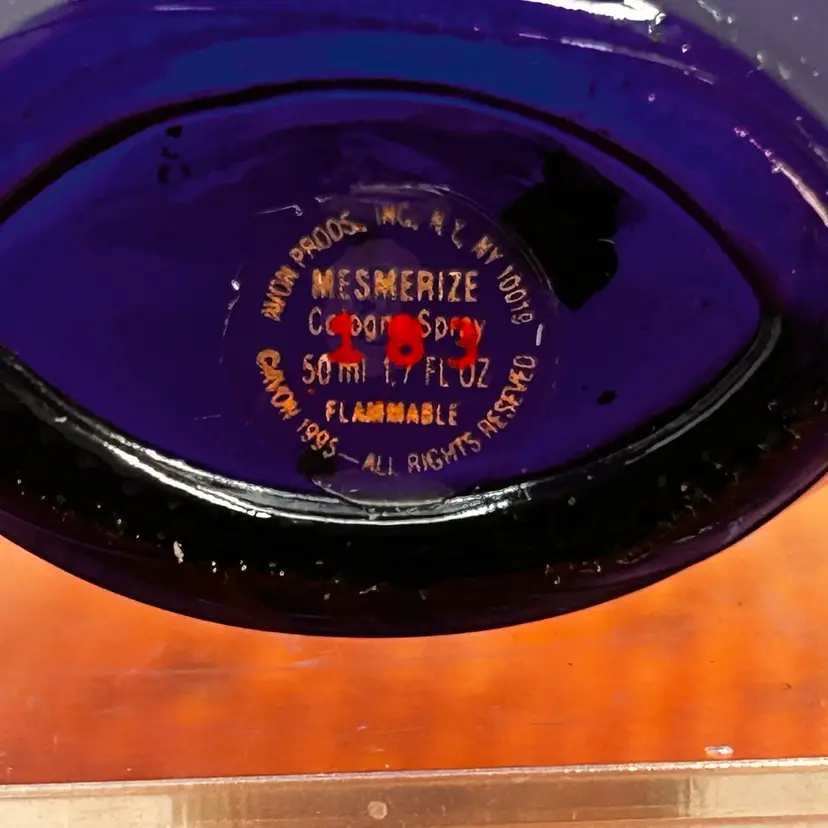 AVON PRODS. INC. N.Y. NY 10019
MESMERIZE
Cologne Spray
183
50 ml 1.7 FL OZ
FLAMMABLE
©AVON 1995—ALL RIGHTS RESEVED